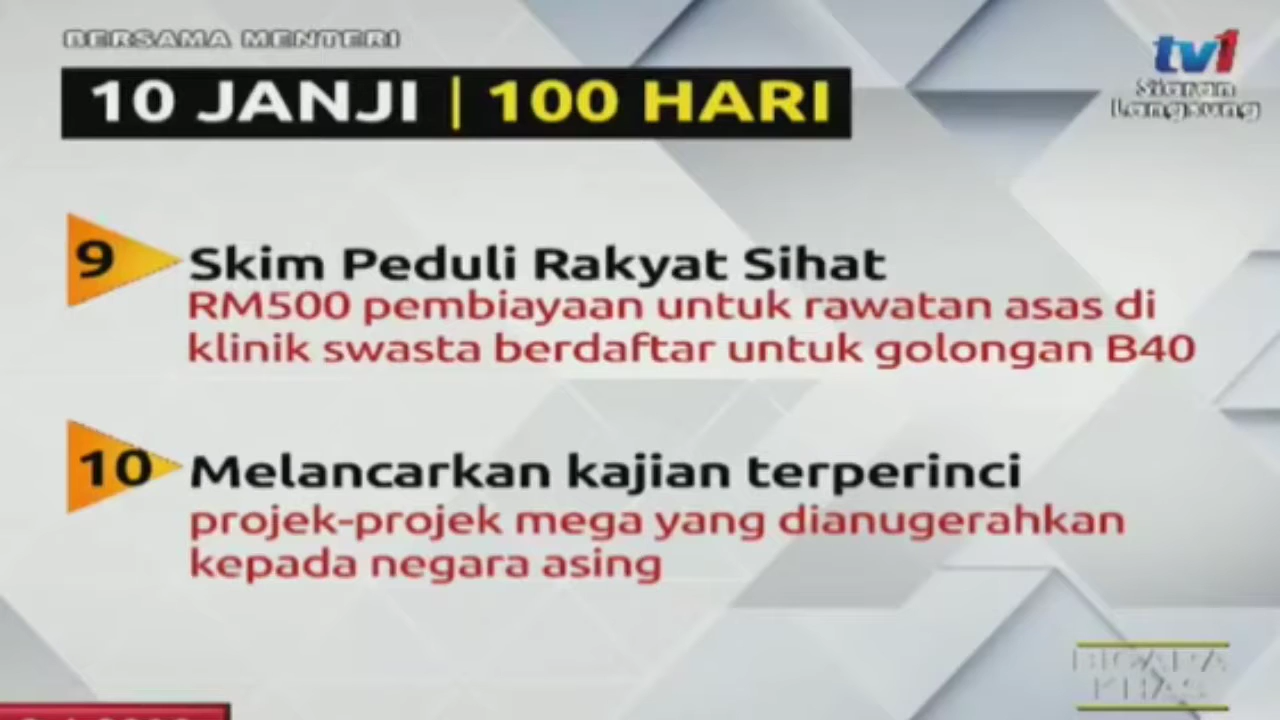 BERSAMA MENTERI
10 JANJI | 100 HARI
tv1
Siaran
Langsung
9
Skim Peduli Rakyat Sihat
RM500 pembiayaan untuk rawatan asas di
klinik swasta berdaftar untuk golongan B40
10
Melancarkan kajian terperinci
projek-projek mega yang dianugerahkan
kepada negara asing
BICARA
KHAS